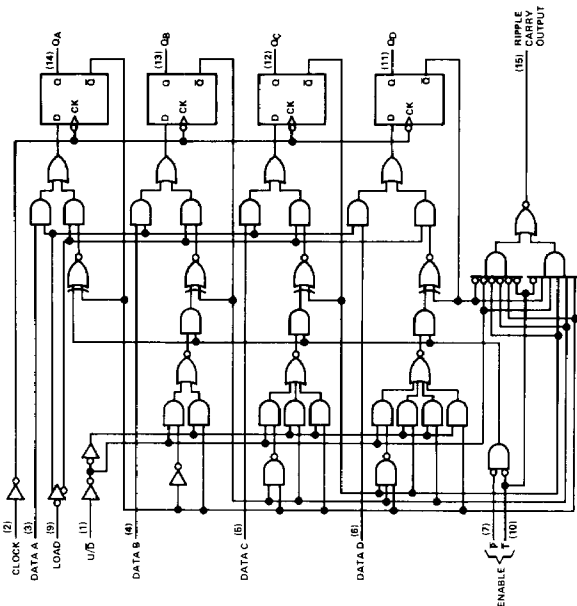 (14) QA
Q Q̅
D CK
(13) QB
Q Q̅
D CK
(12) QC
Q Q̅
D CK
(11) QD
Q Q̅
D CK
(15) RIPPLE
CARRY
OUTPUT
CLOCK (2)
DATA A (3)
LOAD (9)
U/D̅ (1)
DATA B (4)
DATA C (5)
DATA D (6)
ENABLE
P̅ (7)
T̅ (10)